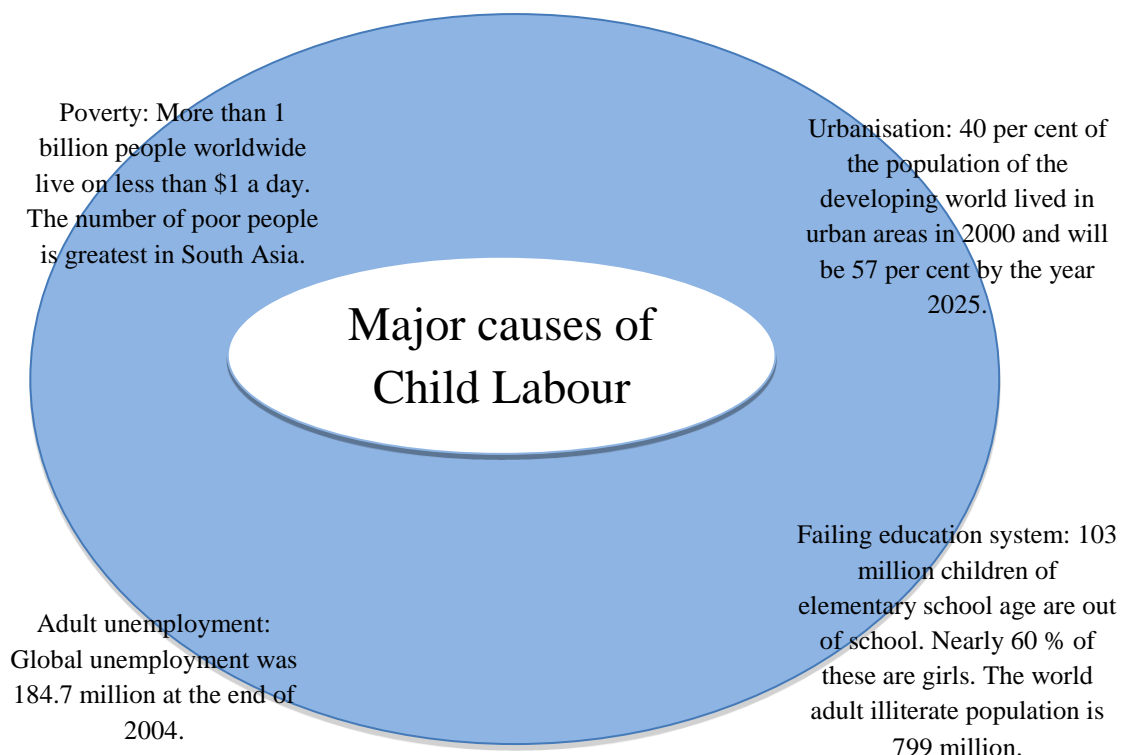 Poverty: More than 1
billion people worldwide
live on less than $1 a day.
The number of poor people
is greatest in South Asia.
Urbanisation: 40 per cent of
the population of the
developing world lived in
urban areas in 2000 and will
be 57 per cent by the year
2025.
Major causes of
Child Labour
Adult unemployment:
Global unemployment was
184.7 million at the end of
2004.
Failing education system: 103
million children of
elementary school age are out
of school. Nearly 60 % of
these are girls. The world
adult illiterate population is
799 million.